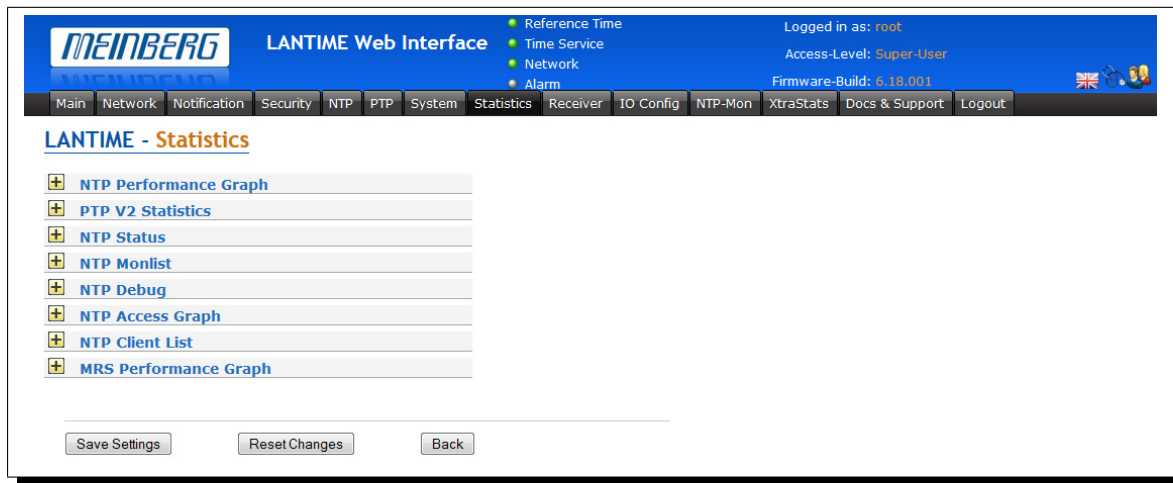 MEINBERG
LANTIME Web Interface
Reference Time
Time Service
Network
Alarm
Logged in as: root
Access-Level: Super-User
Firmware-Build: 6.18.001
Main Network Notification Security NTP PTP System Statistics Receiver IO Config NTP-Mon XtraStats Docs & Support Logout
LANTIME - Statistics
NTP Performance Graph
PTP V2 Statistics
NTP Status
NTP Monlist
NTP Debug
NTP Access Graph
NTP Client List
MRS Performance Graph
Save Settings Reset Changes Back